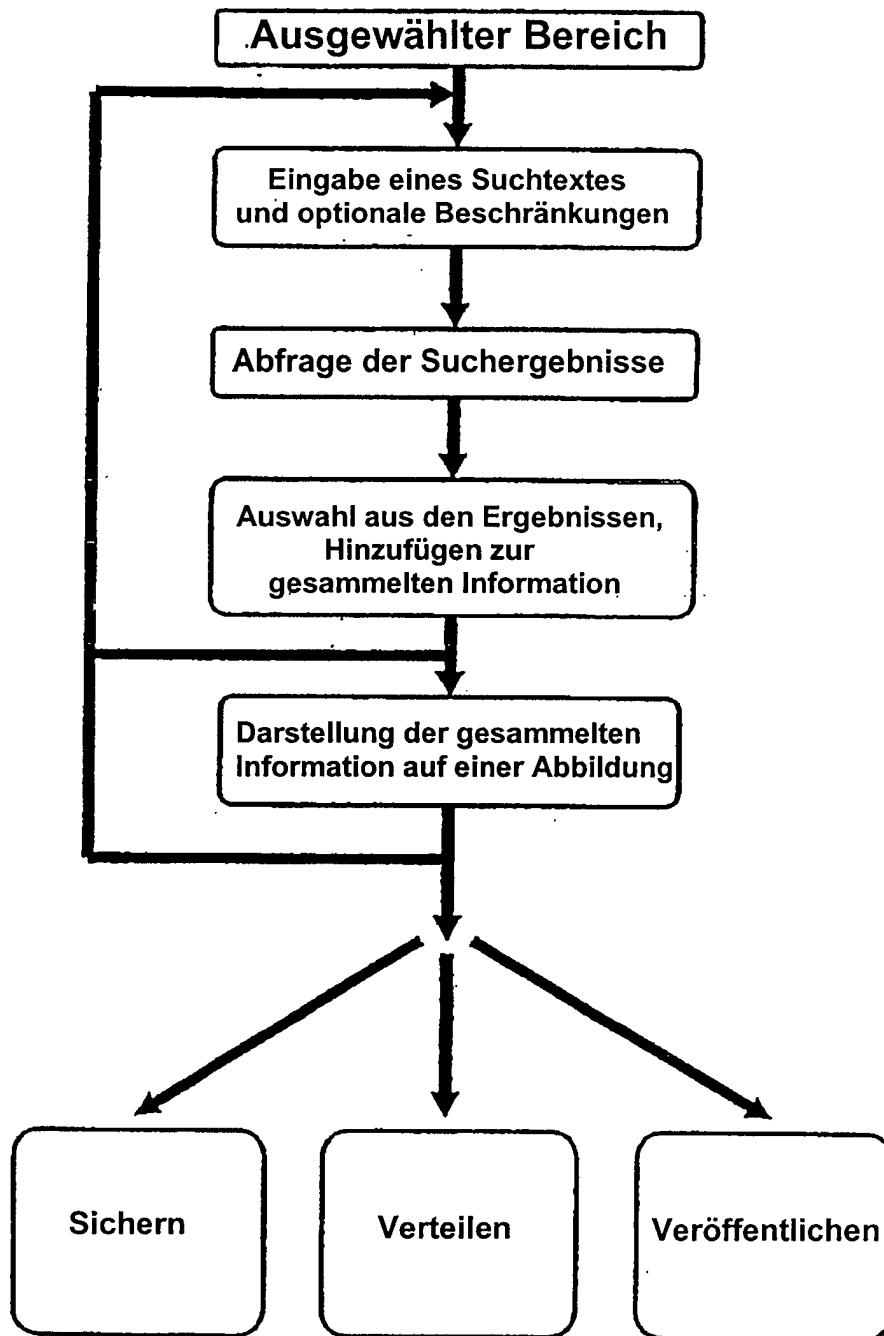 Ausgewählter Bereich
Eingabe eines Suchtextes
und optionale Beschränkungen
Abfrage der Suchergebnisse
Auswahl aus den Ergebnissen,
Hinzufügen zur
gesammelten Information
Darstellung der gesammelten
Information auf einer Abbildung
Sichern
Verteilen
Veröffentlichen